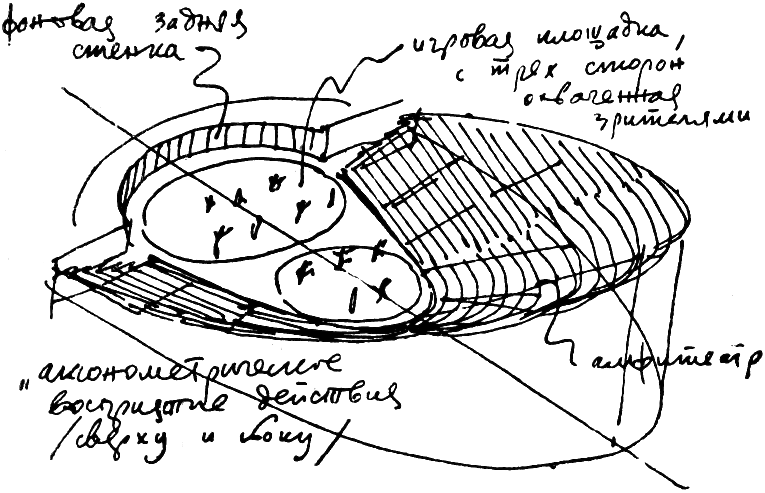 фоновая задняя
стенка
игровая площадка,
с трех сторон
охваченная
зрителями
амфитеатр
„аксонометрическое
восприятие действия
/сверху и сбоку/